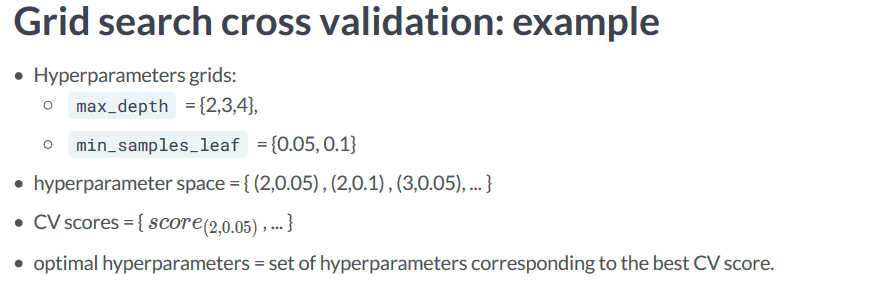 Grid search cross validation: example
• Hyperparameters grids:
○ max_depth = {2,3,4},
○ min_samples_leaf = {0.05, 0.1}
• hyperparameter space = { (2,0.05) , (2,0.1) , (3,0.05), ... }
• CV scores = { score(2,0.05) , ... }
• optimal hyperparameters = set of hyperparameters corresponding to the best CV score.